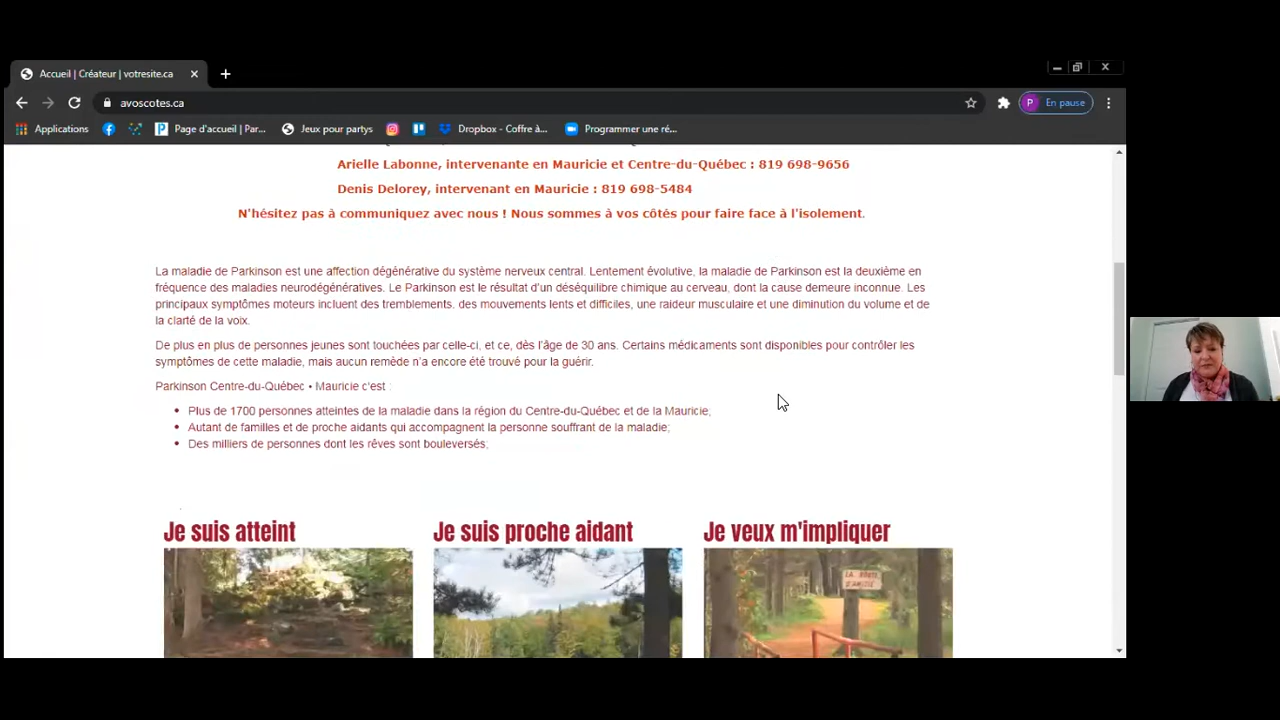 Accueil | Créateur | votresite.ca
avoscotes.ca
En pause
P
Applications
Page d'accueil | Par...
Jeux pour partys
Dropbox - Coffre à...
Programmer une ré...
Arielle Labonne, intervenante en Mauricie et Centre-du-Québec : 819 698-9656
Denis Delorey, intervenant en Mauricie : 819 698-5484
N'hésitez pas à communiquez avec nous ! Nous sommes à vos côtés pour faire face à l'isolement.
La maladie de Parkinson est une affection dégénérative du système nerveux central. Lentement évolutive, la maladie de Parkinson est la deuxième en
fréquence des maladies neurodégénératives. Le Parkinson est le résultat d'un déséquilibre chimique au cerveau, dont la cause demeure inconnue. Les
principaux symptômes moteurs incluent des tremblements, des mouvements lents et difficiles, une raideur musculaire et une diminution du volume et de
la clarté de la voix.
De plus en plus de personnes jeunes sont touchées par celle-ci, et ce, dès l'âge de 30 ans. Certains médicaments sont disponibles pour contrôler les
symptômes de cette maladie, mais aucun remède n'a encore été trouvé pour la guérir.
Parkinson Centre-du-Québec • Mauricie c'est :
• Plus de 1700 personnes atteintes de la maladie dans la région du Centre-du-Québec et de la Mauricie;
• Autant de familles et de proche aidants qui accompagnent la personne souffrant de la maladie;
• Des milliers de personnes dont les rêves sont bouleversés;
Je suis atteint
Je suis proche aidant
Je veux m'impliquer
LA ROUTE
D'AMITIÉ